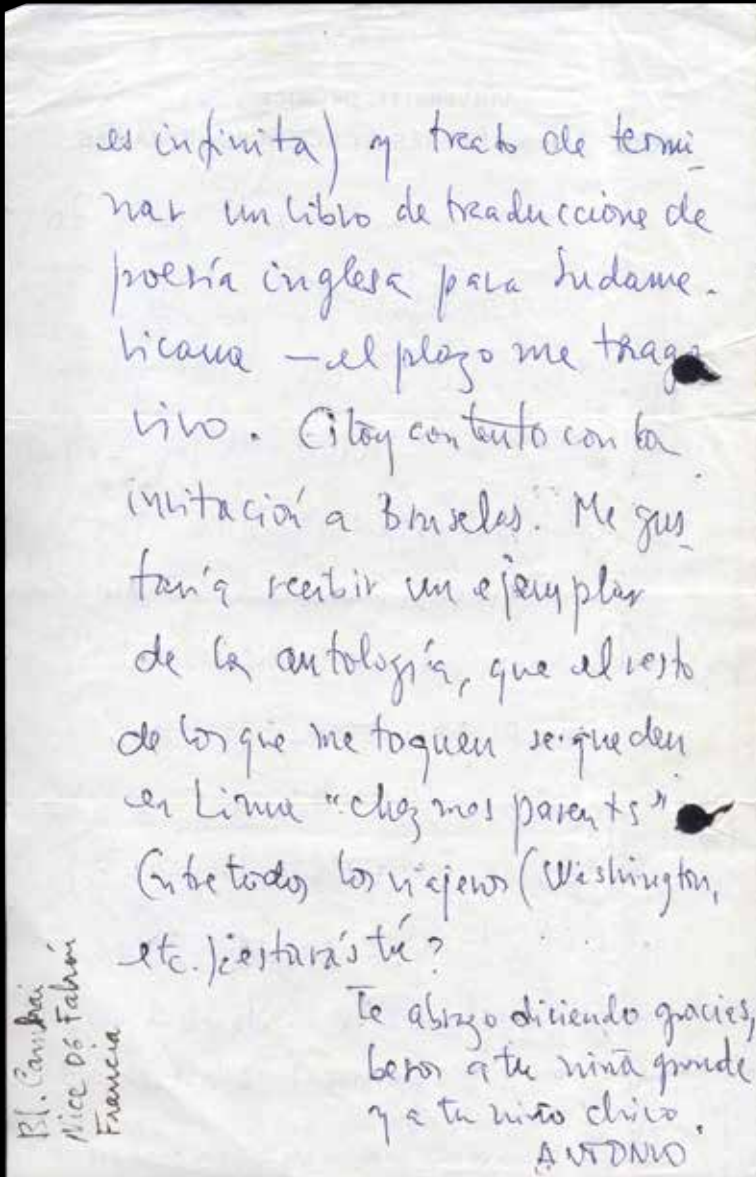 es infinita) y trato de termi-
nar un libro de traduccione de
poesía inglesa para Sudame-
ricana — el plazo me traga
vivo. Estoy contento con la
invitación a Bruselas. Me gus-
taría recibir un ejemplar
de la antología, que el resto
de los que me toquen se queden
en Lima "chez mes parents"
Entre todos los viajeros (Washington,
etc.) ¿estarás tú?
Te abrazo diciendo gracias,
besos a tu niña grande
y a tu niño chico.
ANTONIO
Bl.
Nice 06 Fabron
Francia